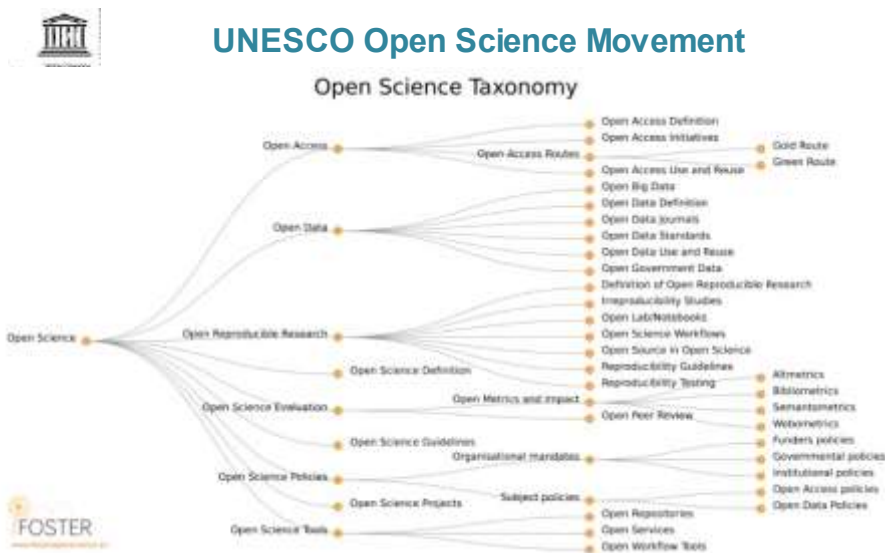 UNESCO Open Science Movement
Open Science Taxonomy
Open Science
Open Access
Open Access Definition
Open Access Initiatives
Open Access Routes
Gold Route
Green Route
Open Access Use and Reuse
Open Data
Open Big Data
Open Data Definition
Open Data Journals
Open Data Standards
Open Data Use and Reuse
Open Government Data
Open Reproducible Research
Definition of Open Reproducible Research
Irreproducibility Studies
Open Lab/Notebooks
Open Science Workflows
Open Source in Open Science
Reproducibility Guidelines
Reproducibility Testing
Open Science Definition
Open Science Evaluation
Open Metrics and Impact
Altmetrics
Bibliometrics
Semantometrics
Webometrics
Open Peer Review
Open Science Guidelines
Open Science Policies
Organisational mandates
Funders policies
Governmental policies
Institutional policies
Subject policies
Open Access policies
Open Data Policies
Open Science Projects
Open Science Tools
Open Repositories
Open Services
Open Workflow Tools
FOSTER